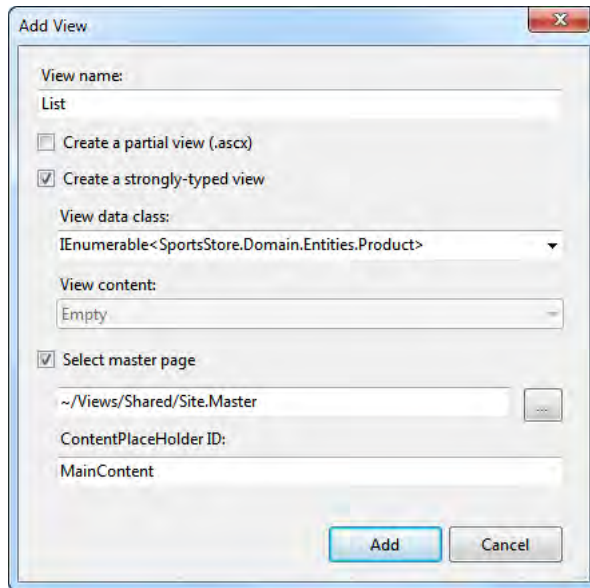 Add View
View name:
List
Create a partial view (.ascx)
Create a strongly-typed view
View data class:
IEnumerable<SportsStore.Domain.Entities.Product>
View content:
Empty
Select master page
~/Views/Shared/Site.Master
...
ContentPlaceHolder ID:
MainContent
Add
Cancel